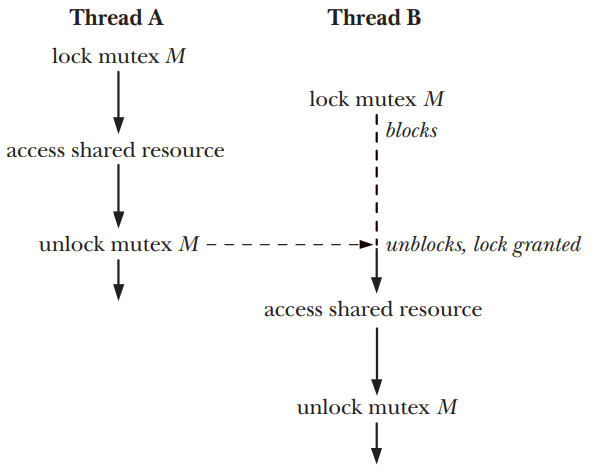 Thread A
Thread B
lock mutex M
lock mutex M
blocks
access shared resource
unlock mutex M
unblocks, lock granted
access shared resource
unlock mutex M